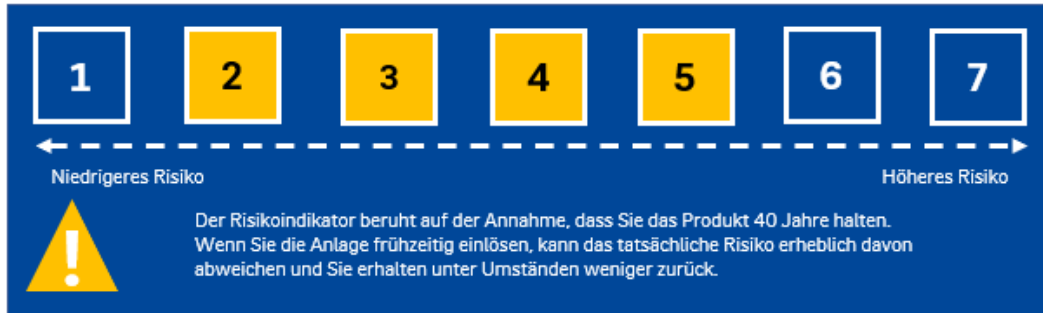 1 2 3 4 5 6 7
Niedrigeres Risiko Höheres Risiko
!
Der Risikoindikator beruht auf der Annahme, dass Sie das Produkt 40 Jahre halten.
Wenn Sie die Anlage frühzeitig einlösen, kann das tatsächliche Risiko erheblich davon
abweichen und Sie erhalten unter Umständen weniger zurück.